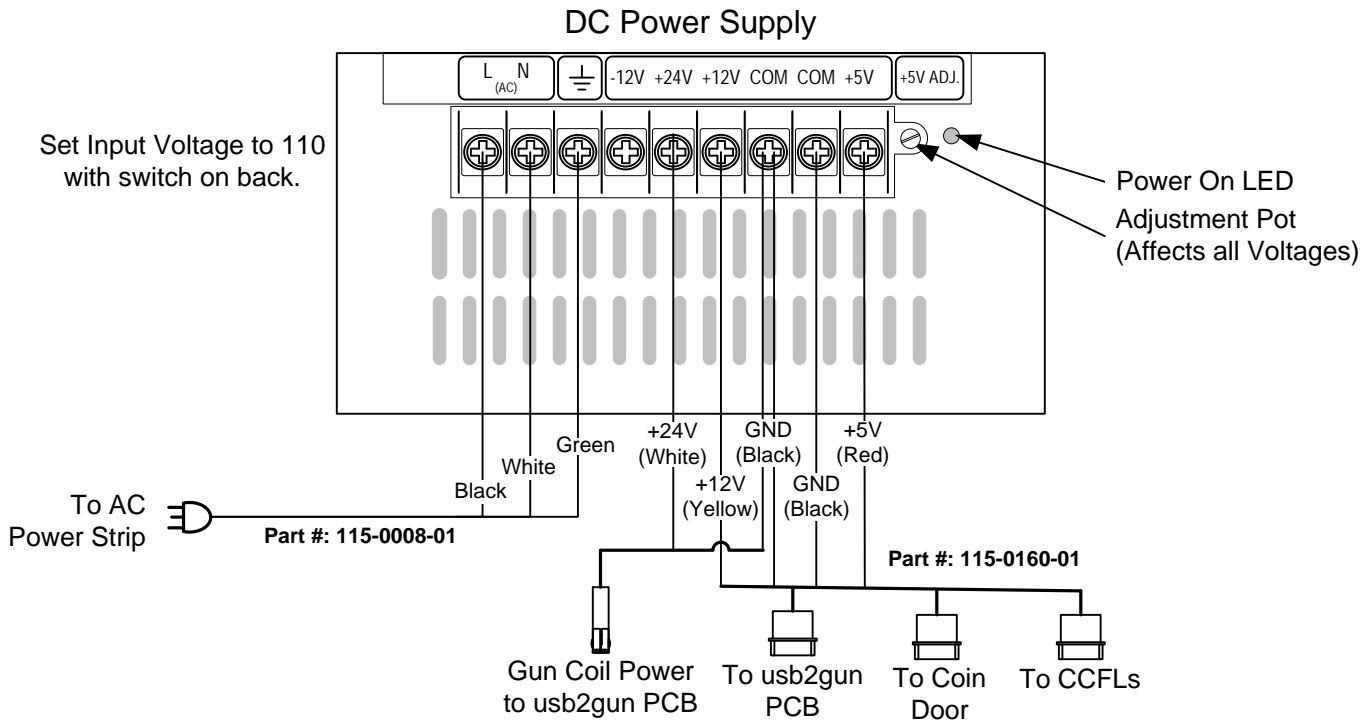 DC Power Supply
L N
(AC)
-12V +24V +12V COM COM +5V
+5V ADJ.
Set Input Voltage to 110
with switch on back.
Power On LED
Adjustment Pot
(Affects all Voltages)
Black
White
Green
+24V
(White)
+12V
(Yellow)
GND
(Black)
GND
(Black)
+5V
(Red)
To AC
Power Strip
Part #: 115-0008-01
Part #: 115-0160-01
Gun Coil Power
to usb2gun PCB
To usb2gun
PCB
To Coin
Door
To CCFLs